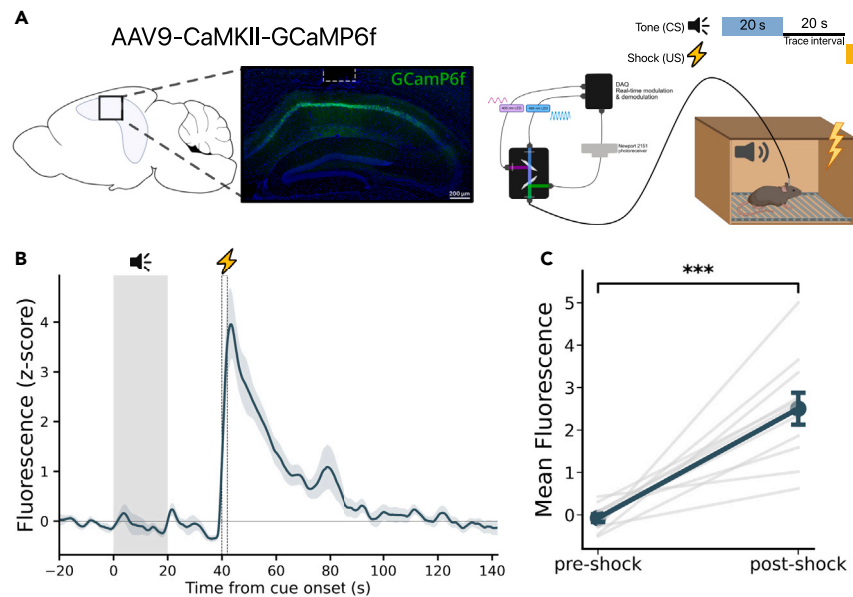 A
AAV9-CaMKII-GCaMP6f
GCamP6f
200 µm
DAQ
Real-time modulation
& demodulation
Newport 2151
photoreceiver
Tone (CS)
20 s
20 s
Trace interval
Shock (US)
B
Fluorescence (z-score)
4
3
2
1
0
−20
0
20
40
60
80
100
120
140
Time from cue onset (s)
C
***
Mean Fluorescence
5
4
3
2
1
0
pre-shock
post-shock